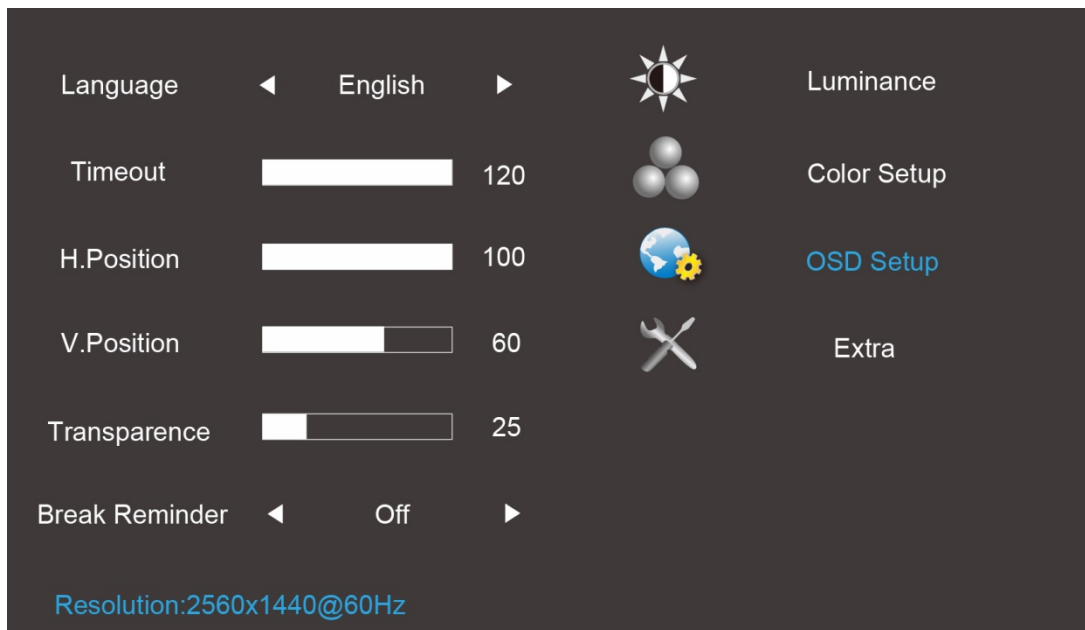 Language English Luminance
Timeout 120 Color Setup
H.Position 100 OSD Setup
V.Position 60 Extra
Transparence 25
Break Reminder Off
Resolution:2560x1440@60Hz